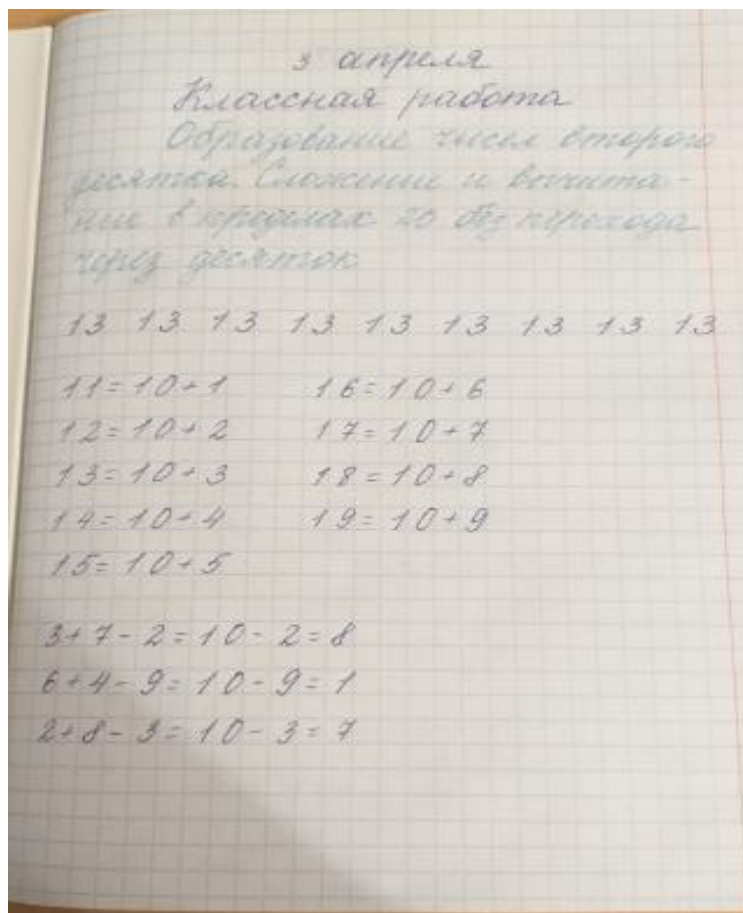 3 апреля
Классная работа
Образование чисел второго
десятка. Сложение и вычита-
ние в пределах 20 без перехода
через десяток
13 13 13 13 13 13 13 13 13
11=10+1 16=10+6
12=10+2 17=10+7
13=10+3 18=10+8
14=10+4 19=10+9
15=10+5
3+7-2=10-2=8
6+4-9=10-9=1
2+8-3=10-3=7